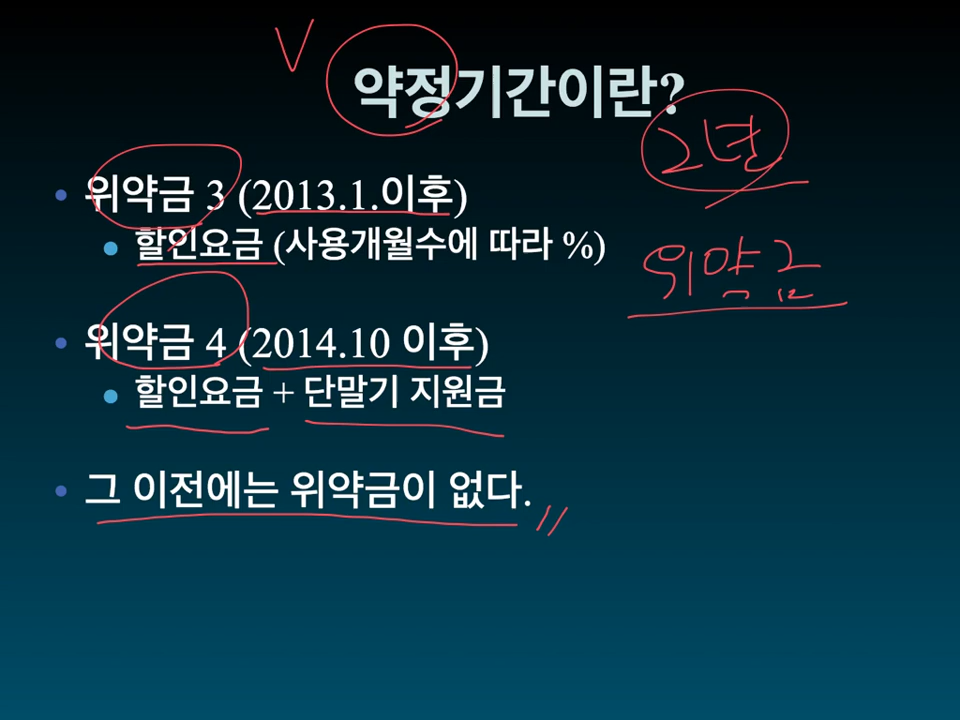 약정기간이란?
2년
위약금 3 (2013.1.이후)
할인요금 (사용개월수에 따라 %)
위약금
위약금 4 (2014.10 이후)
할인요금 + 단말기 지원금
그 이전에는 위약금이 없다.